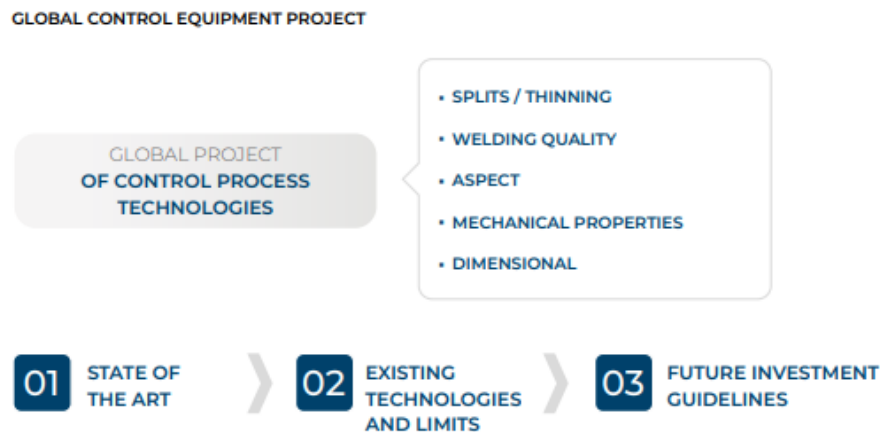 GLOBAL CONTROL EQUIPMENT PROJECT
GLOBAL PROJECT
OF CONTROL PROCESS
TECHNOLOGIES
▪ SPLITS / THINNING
▪ WELDING QUALITY
▪ ASPECT
▪ MECHANICAL PROPERTIES
▪ DIMENSIONAL
01
STATE OF
THE ART
02
EXISTING
TECHNOLOGIES
AND LIMITS
03
FUTURE INVESTMENT
GUIDELINES